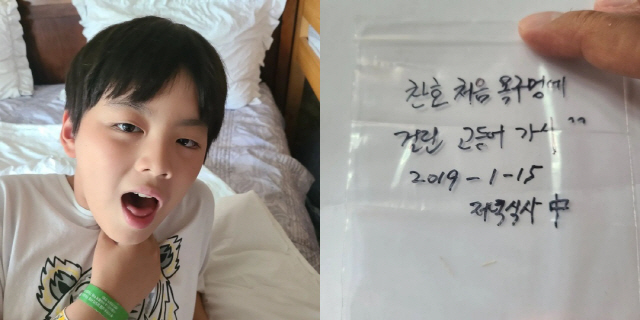 찬호 처음 목구멍에
걸린 고등어 가시^^
2019-1-15
저녁식사 中